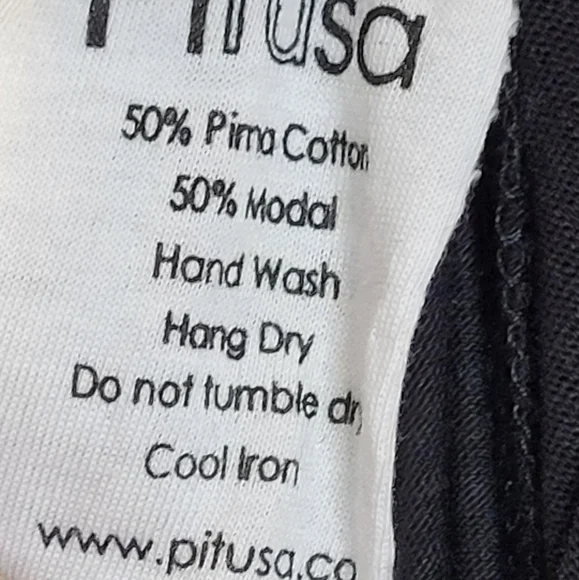 Pitusa
50% Pima Cotton
50% Modal
Hand Wash
Hang Dry
Do not tumble dry
Cool Iron
www.pitusa.co